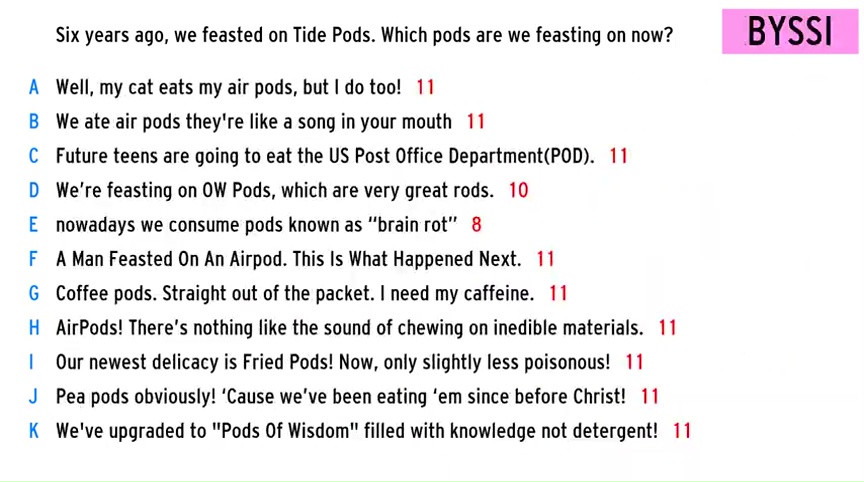 Six years ago, we feasted on Tide Pods. Which pods are we feasting on now?
BYSSI
A Well, my cat eats my air pods, but I do too! 11
B We ate air pods they're like a song in your mouth 11
C Future teens are going to eat the US Post Office Department(POD). 11
D We're feasting on OW Pods, which are very great rods. 10
E nowadays we consume pods known as “brain rot” 8
F A Man Feasted On An Airpod. This Is What Happened Next. 11
G Coffee pods. Straight out of the packet. I need my caffeine. 11
H AirPods! There's nothing like the sound of chewing on inedible materials. 11
I Our newest delicacy is Fried Pods! Now, only slightly less poisonous! 11
J Pea pods obviously! ‘Cause we've been eating ‘em since before Christ! 11
K We've upgraded to "Pods Of Wisdom" filled with knowledge not detergent! 11